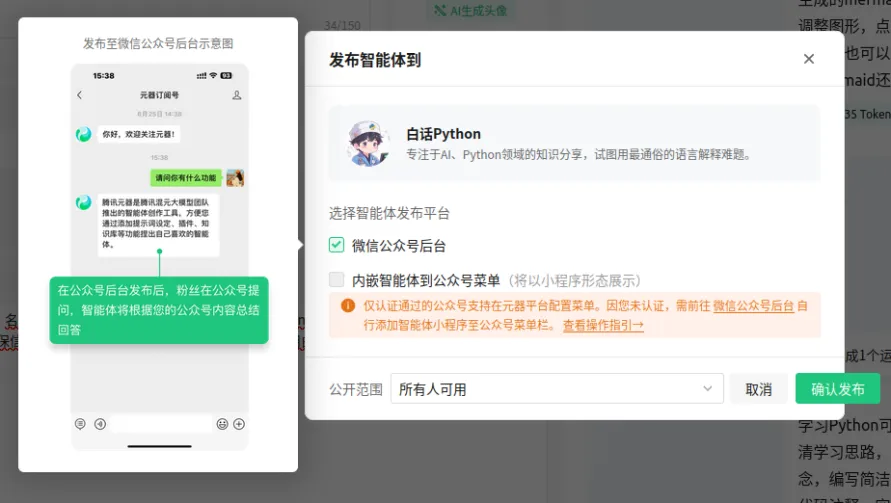 生成的mermaid
AI生成头像
34/150
调整图形，点
也可以
maid还
35 Token
发布至微信公众号后台示意图
15:38
93
元器订阅号
8月25日 14:38
你好，欢迎关注元器！
15:38
请问你有什么功能
腾讯元器是腾讯混元大模型团队
推出的智能体创作工具，方便您
通过添加提示词设定、插件、知
识库等功能捏出自己喜欢的智能
体。
在公众号后台发布后，粉丝在公众号提
问，智能体将根据您的公众号内容总结
回答
发布智能体到
白话Python
专注于AI、Python领域的知识分享，试图用最通俗的语言解释难题。
选择智能体发布平台
微信公众号后台
内嵌智能体到公众号菜单（将以小程序形态展示）
仅认证通过的公众号支持在元器平台配置菜单。因您未认证，需前往 微信公众号后台 自
行添加智能体小程序至公众号菜单栏。 查看操作指引→
公开范围
所有人可用
取消
确认发布
名
保信
成1个运
学习Python可
清学习思路，
念，编写简洁